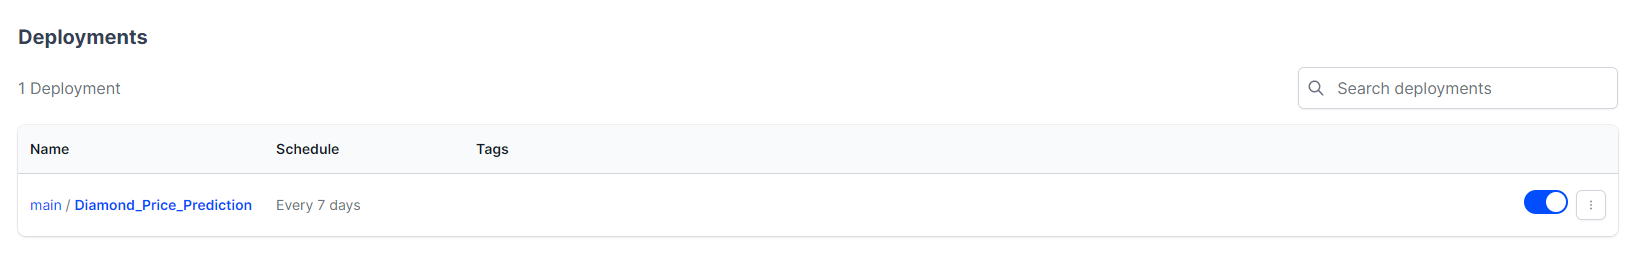 Deployments
1 Deployment
Search deployments
Name Schedule Tags
main / Diamond_Price_Prediction Every 7 days